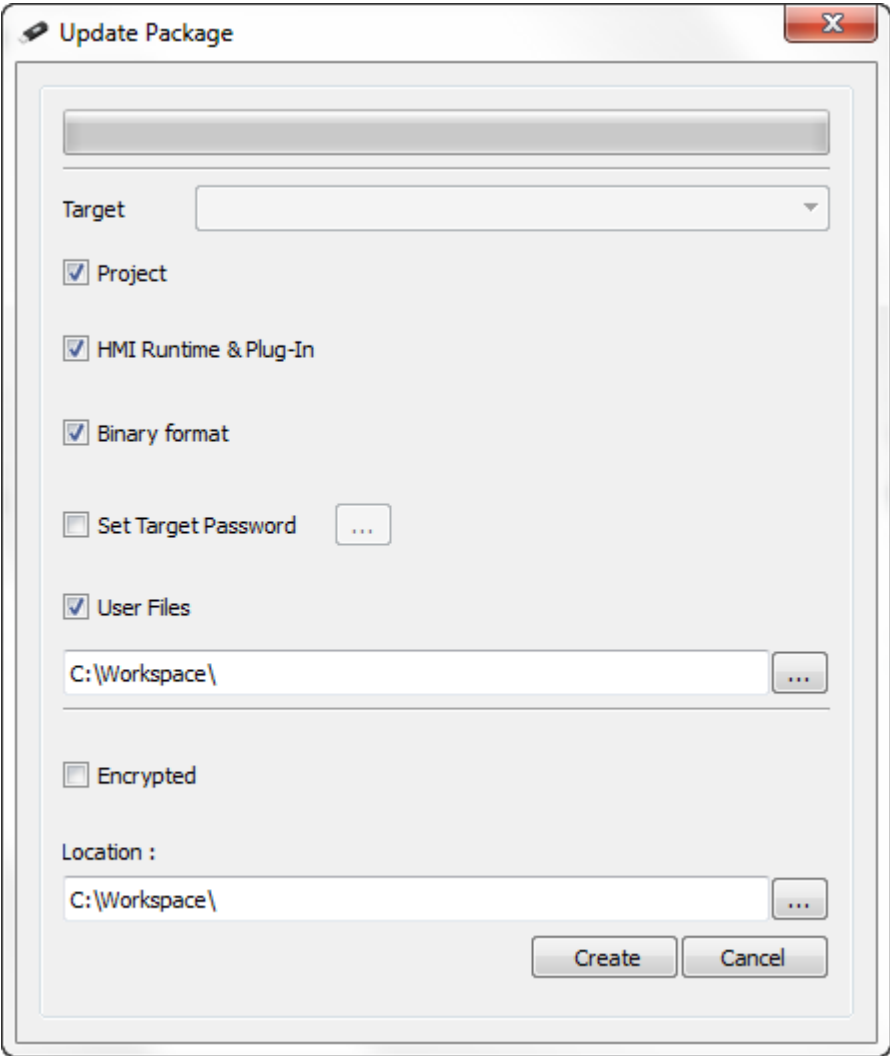 Update Package
Target
Project
HMI Runtime & Plug-In
Binary format
Set Target Password ...
User Files
C:\Workspace\ ...
Encrypted
Location :
C:\Workspace\ ...
Create Cancel